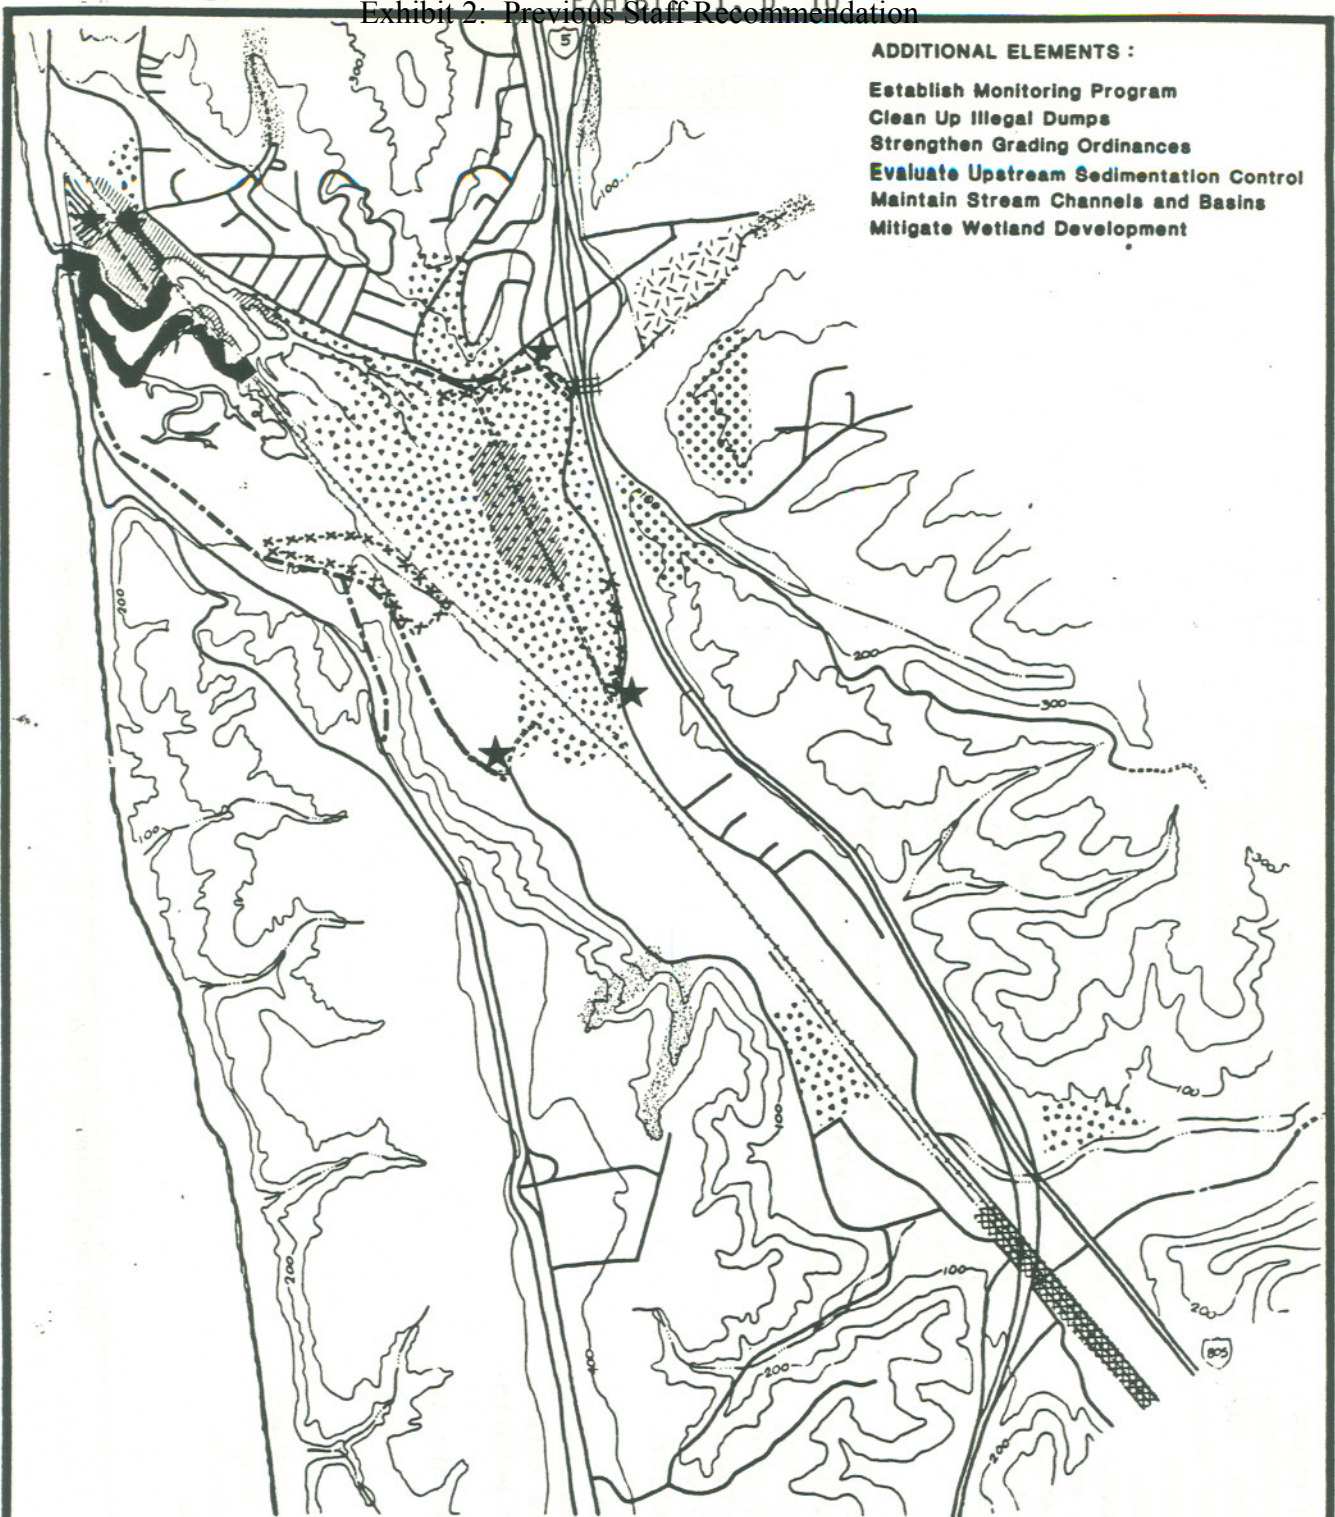 Exhibit 2: Previous Staff Recommendation
5
ADDITIONAL ELEMENTS :
Establish Monitoring Program
Clean Up Illegal Dumps
Strengthen Grading Ordinances
Evaluate Upstream Sedimentation Control
Maintain Stream Channels and Basins
Mitigate Wetland Development
300
100
200
200
300
100
300
100
100
200
100
200
200
805
400
200